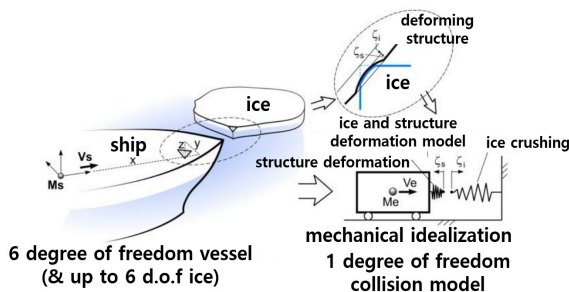 deforming
structure
ζs
ζi
ice
ice
ship
Vs
x
z
y
Ms
ice and structure
deformation model
structure deformation
ice crushing
ζs
ζi
Ve
Me
mechanical idealization
1 degree of freedom
collision model
6 degree of freedom vessel
(& up to 6 d.o.f ice)